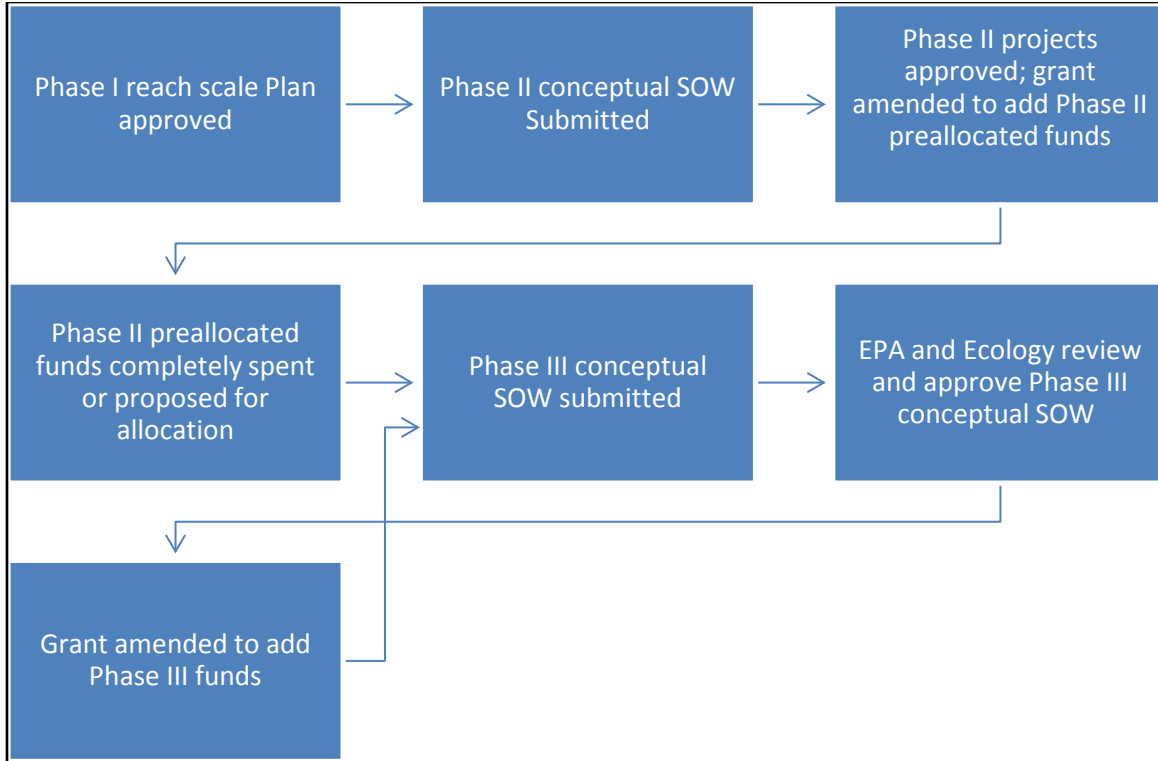 Phase I reach scale Plan
approved
Phase II conceptual SOW
Submitted
Phase II projects
approved; grant
amended to add Phase II
preallocated funds
Phase II preallocated
funds completely spent
or proposed for
allocation
Phase III conceptual
SOW submitted
EPA and Ecology review
and approve Phase III
conceptual SOW
Grant amended to add
Phase III funds